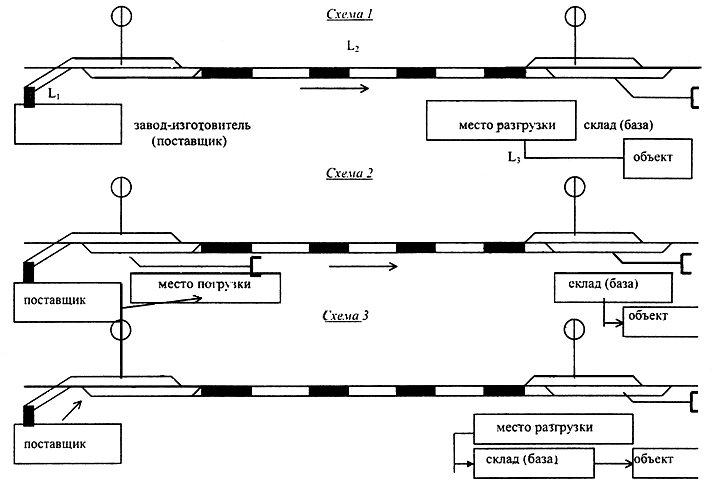 Схема 1
L2
L1
завод-изготовитель
(поставщик)
место разгрузки
склад (база)
L3
объект
Схема 2
поставщик
место погрузки
склад (база)
объект
Схема 3
поставщик
место разгрузки
склад (база)
объект